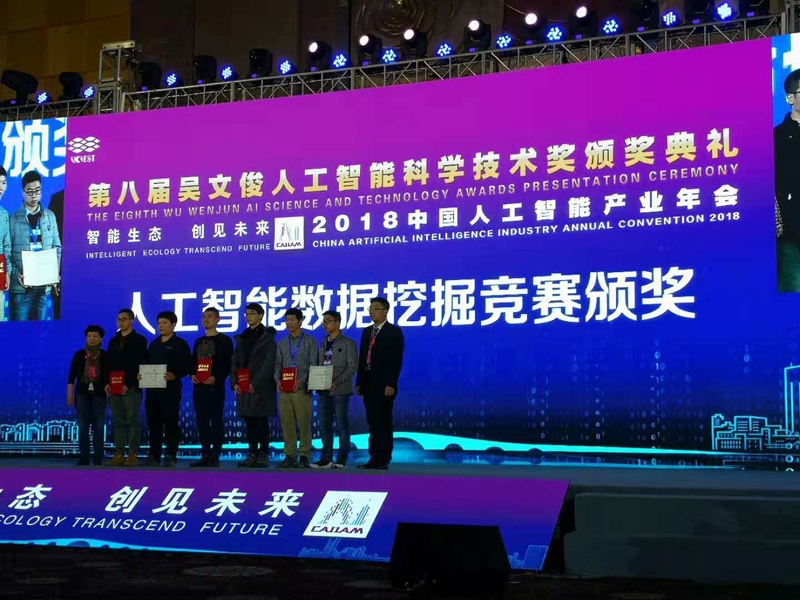 第八届吴文俊人工智能科学技术奖颁奖典礼
THE EIGHTH WU WENJUN AI SCIENCE AND TECHNOLOGY AWARDS PRESENTATION CEREMONY
智能生态 创见未来
INTELLIGENT ECOLOGY TRANSCEND FUTURE
CAIIAM
2018中国人工智能产业年会
CHINA ARTIFICIAL INTELLIGENCE INDUSTRY ANNUAL CONVENTION 2018
人工智能数据挖掘竞赛颁奖
生态 创见未来
ECOLOGY TRANSCEND FUTURE
CAIIAM